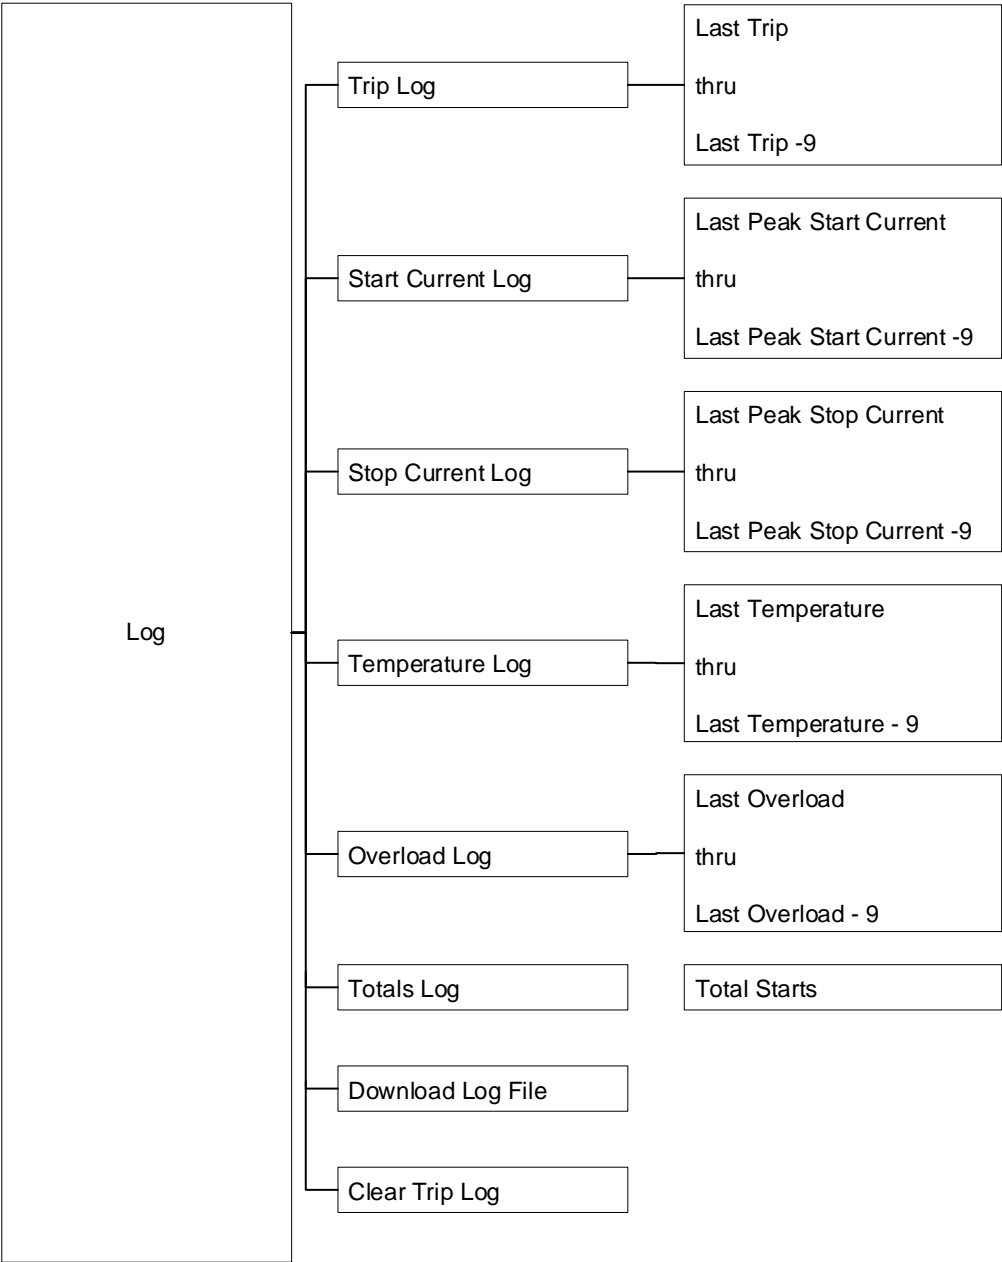 Log
Trip Log
Last Trip
thru
Last Trip -9
Start Current Log
Last Peak Start Current
thru
Last Peak Start Current -9
Stop Current Log
Last Peak Stop Current
thru
Last Peak Stop Current -9
Temperature Log
Last Temperature
thru
Last Temperature - 9
Overload Log
Last Overload
thru
Last Overload - 9
Totals Log
Total Starts
Download Log File
Clear Trip Log